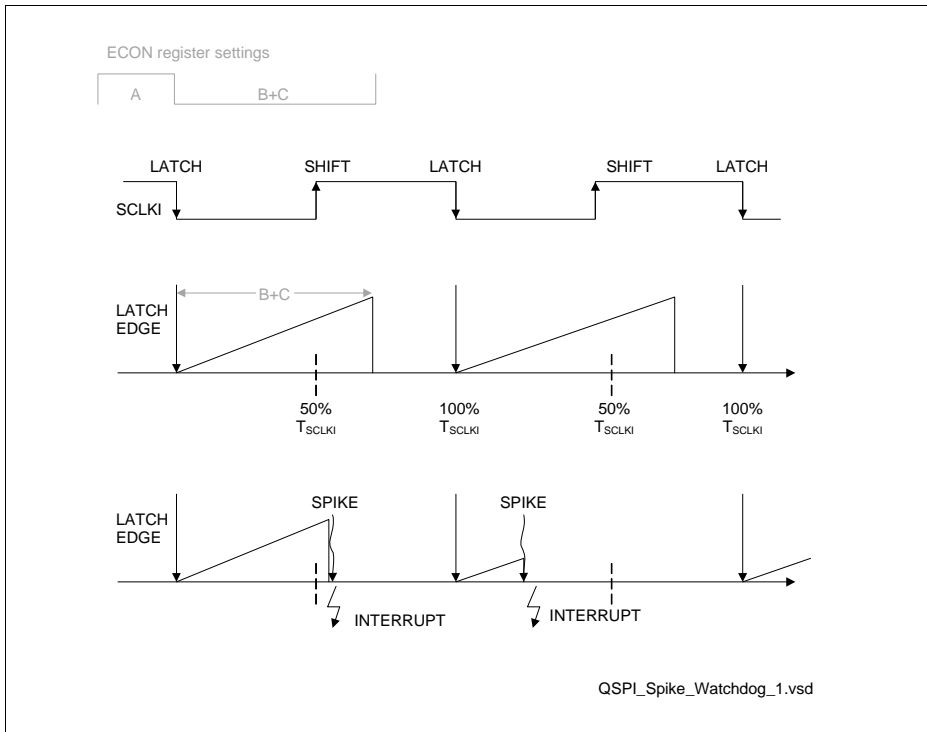 ECON register settings
A B+C
LATCH SHIFT LATCH SHIFT LATCH
SCLKI
B+C
LATCH
EDGE
50% 100% 50% 100%
TSCLKI TSCLKI TSCLKI TSCLKI
SPIKE SPIKE
LATCH
EDGE
INTERRUPT INTERRUPT
QSPI_Spike_Watchdog_1.vsd